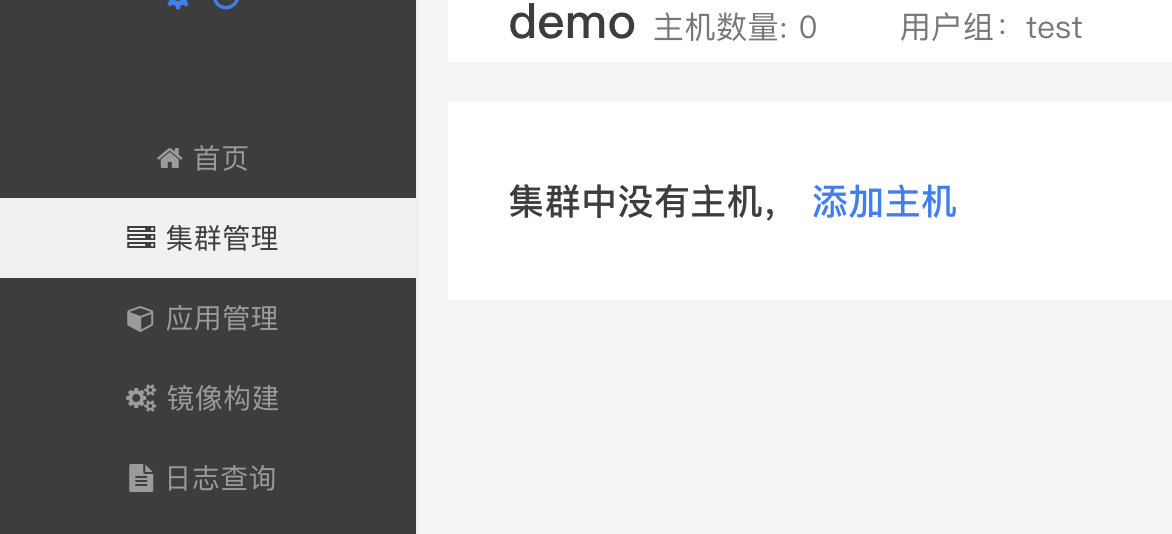 demo 主机数量: 0 用户组：test
首页
集群管理
应用管理
镜像构建
日志查询
集群中没有主机， 添加主机